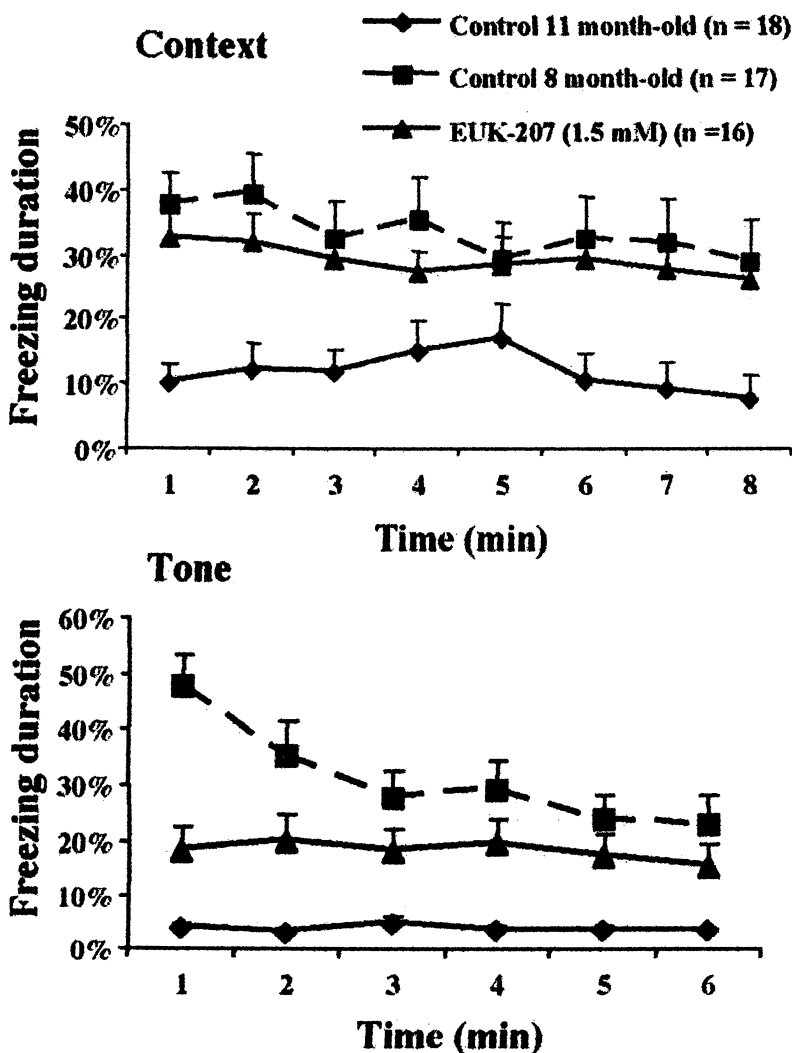 Context
Control 11 month-old (n = 18)
Control 8 month-old (n = 17)
EUK-207 (1.5 mM) (n =16)
Freezing duration
50%
40%
30%
20%
10%
0%
1 2 3 4 5 6 7 8
Time (min)
Tone
Freezing duration
60%
50%
40%
30%
20%
10%
0%
1 2 3 4 5 6
Time (min)